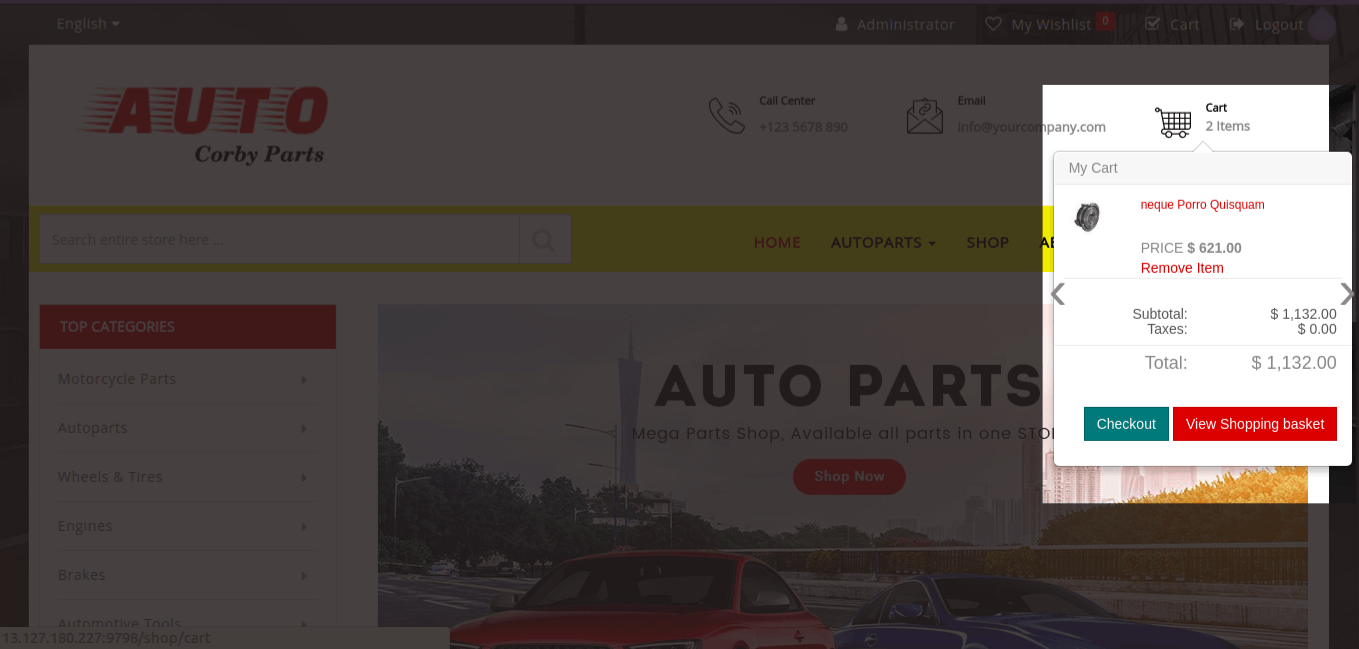 English
Administrator
My Wishlist 0
Cart
Logout
AUTO
Corby Parts
Call Center
+123 5678 890
Email
Info@yourcompany.com
Cart
2 Items
Search entire store here ...
HOME
AUTOPARTS
SHOP
My Cart
neque Porro Quisquam
PRICE $ 621.00
Remove Item
Subtotal: $ 1,132.00
Taxes: $ 0.00
Total: $ 1,132.00
Checkout
View Shopping basket
TOP CATEGORIES
Motorcycle Parts
Autoparts
Wheels & Tires
Engines
Brakes
Automotive Tools
AUTO PARTS
Mega Parts Shop, Available all parts in one
Shop Now
13.127.180.227:9798/shop/cart